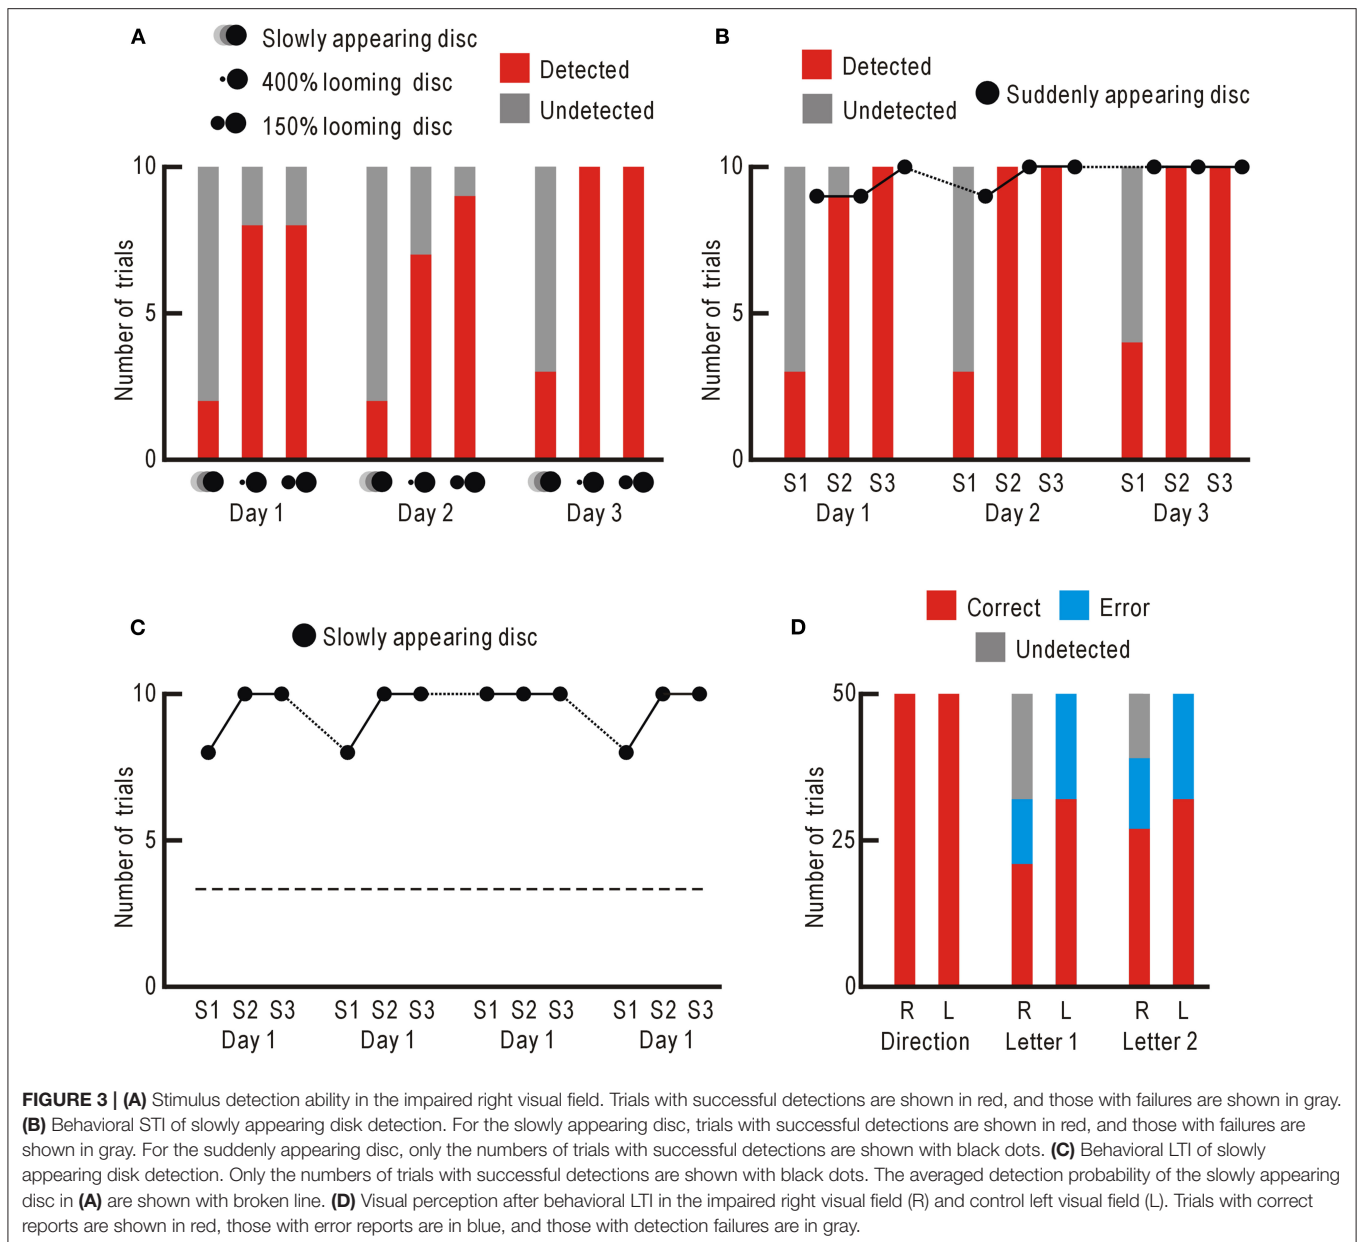 A
Slowly appearing disc
400% looming disc
150% looming disc
Detected
Undetected
10
5
0
Number of trials
Day 1
Day 2
Day 3
B
Detected
Undetected
Suddenly appearing disc
10
5
0
Number of trials
S1 S2 S3
S1 S2 S3
S1 S2 S3
Day 1
Day 2
Day 3
C
Slowly appearing disc
10
5
0
Number of trials
S1 S2 S3
S1 S2 S3
S1 S2 S3
S1 S2 S3
Day 1
Day 1
Day 1
Day 1
D
Correct
Error
Undetected
50
25
0
Number of trials
R L
R L
R L
Direction
Letter 1
Letter 2
FIGURE 3 | (A) Stimulus detection ability in the impaired right visual field. Trials with successful detections are shown in red, and those with failures are shown in gray.
(B) Behavioral STI of slowly appearing disk detection. For the slowly appearing disc, trials with successful detections are shown in red, and those with failures are
shown in gray. For the suddenly appearing disc, only the numbers of trials with successful detections are shown with black dots. (C) Behavioral LTI of slowly
appearing disk detection. Only the numbers of trials with successful detections are shown with black dots. The averaged detection probability of the slowly appearing
disc in (A) are shown with broken line. (D) Visual perception after behavioral LTI in the impaired right visual field (R) and control left visual field (L). Trials with correct
reports are shown in red, those with error reports are in blue, and those with detection failures are in gray.